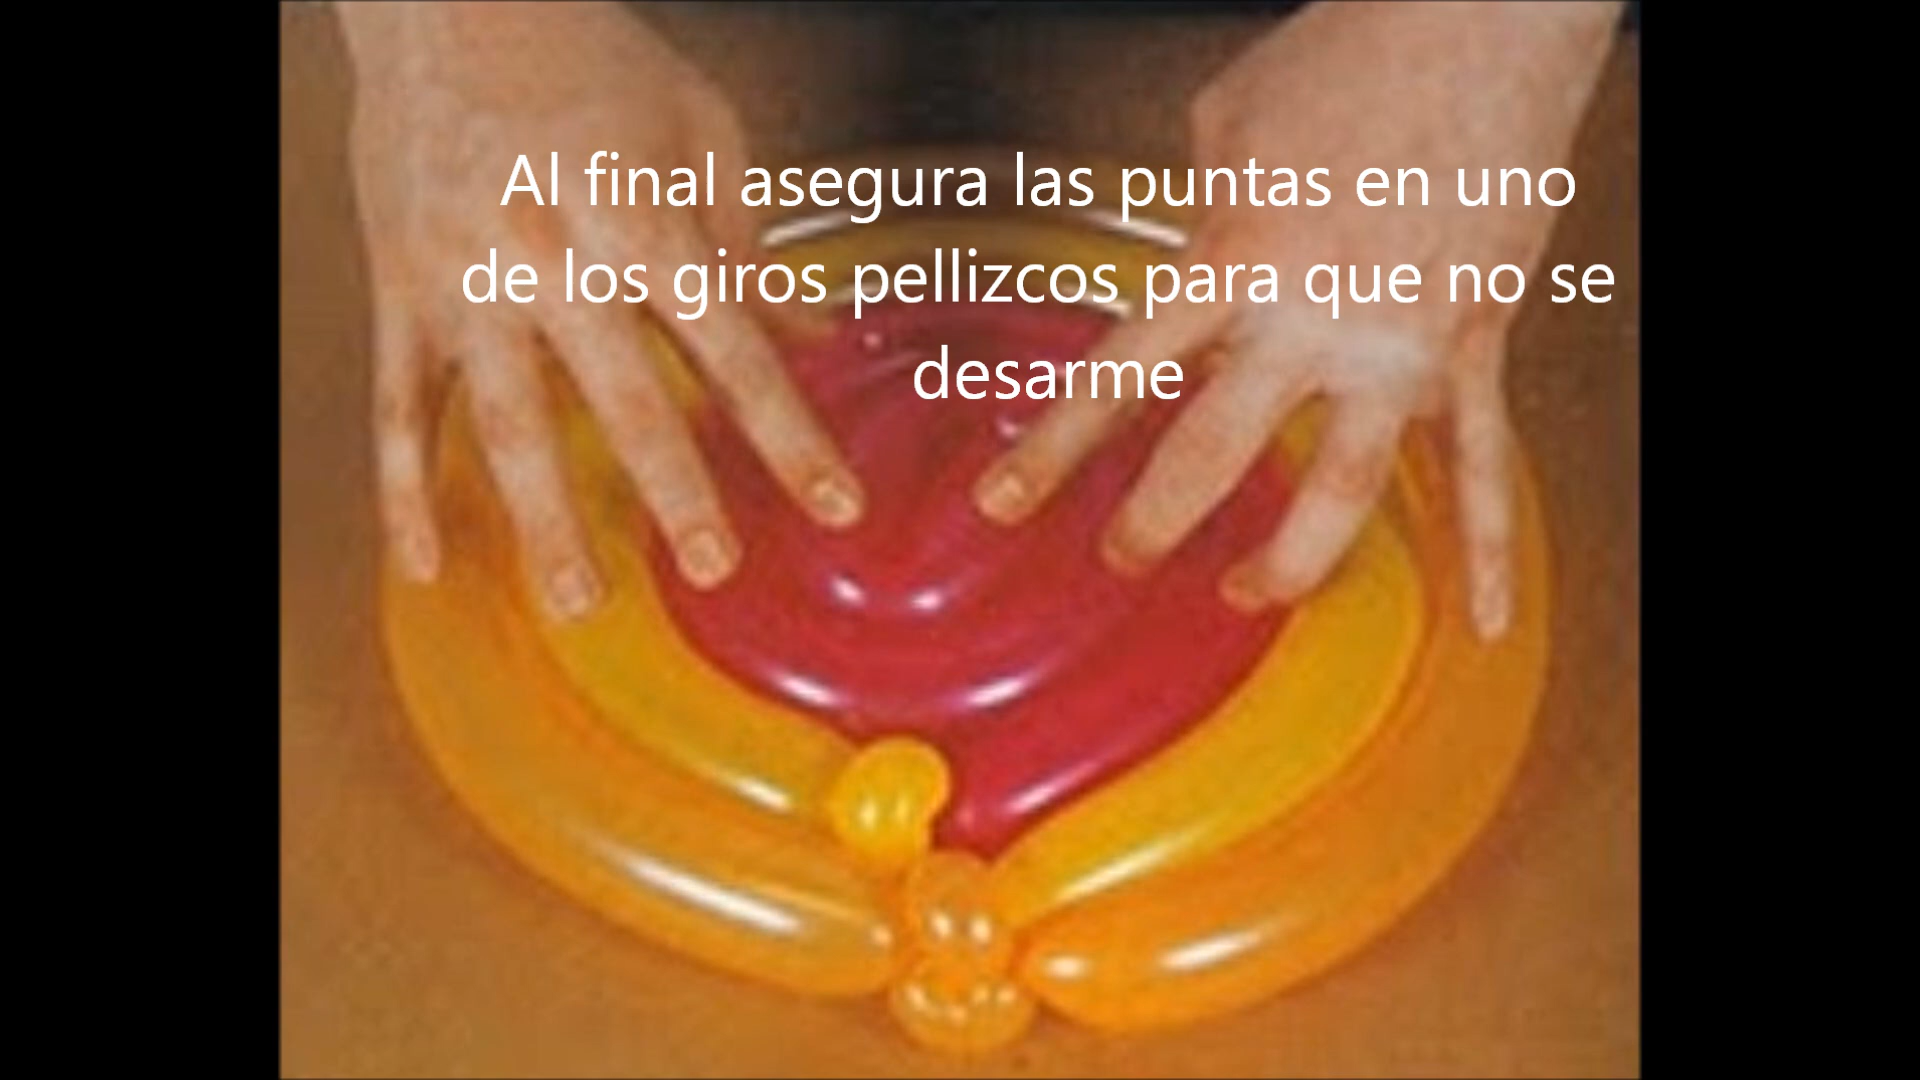 Al final asegura las puntas en uno
de los giros pellizcos para que no se
desarme